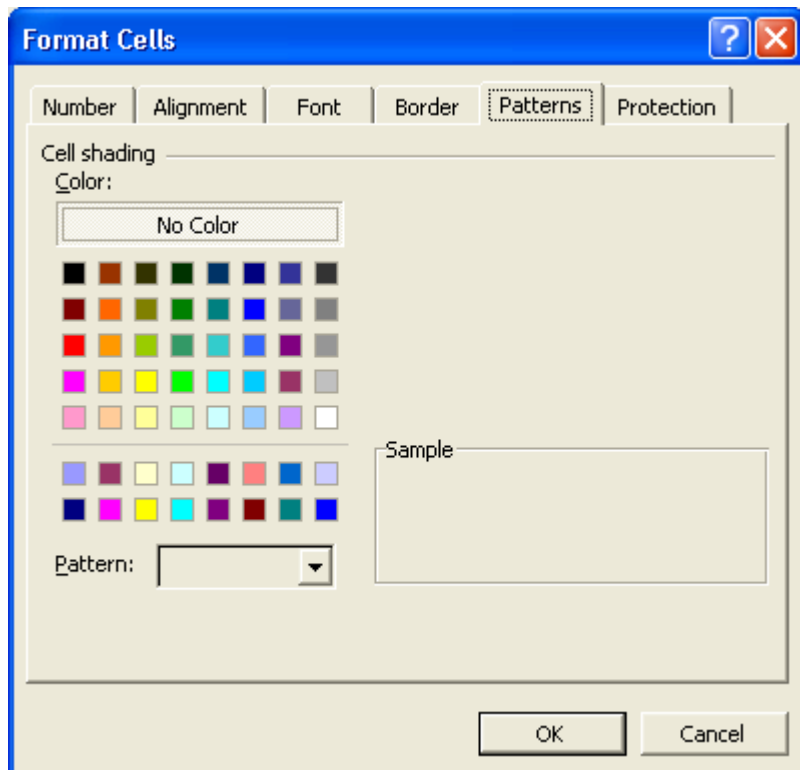 Format Cells
Number Alignment Font Border Patterns Protection
Cell shading
Color:
No Color
Sample
Pattern:
OK Cancel